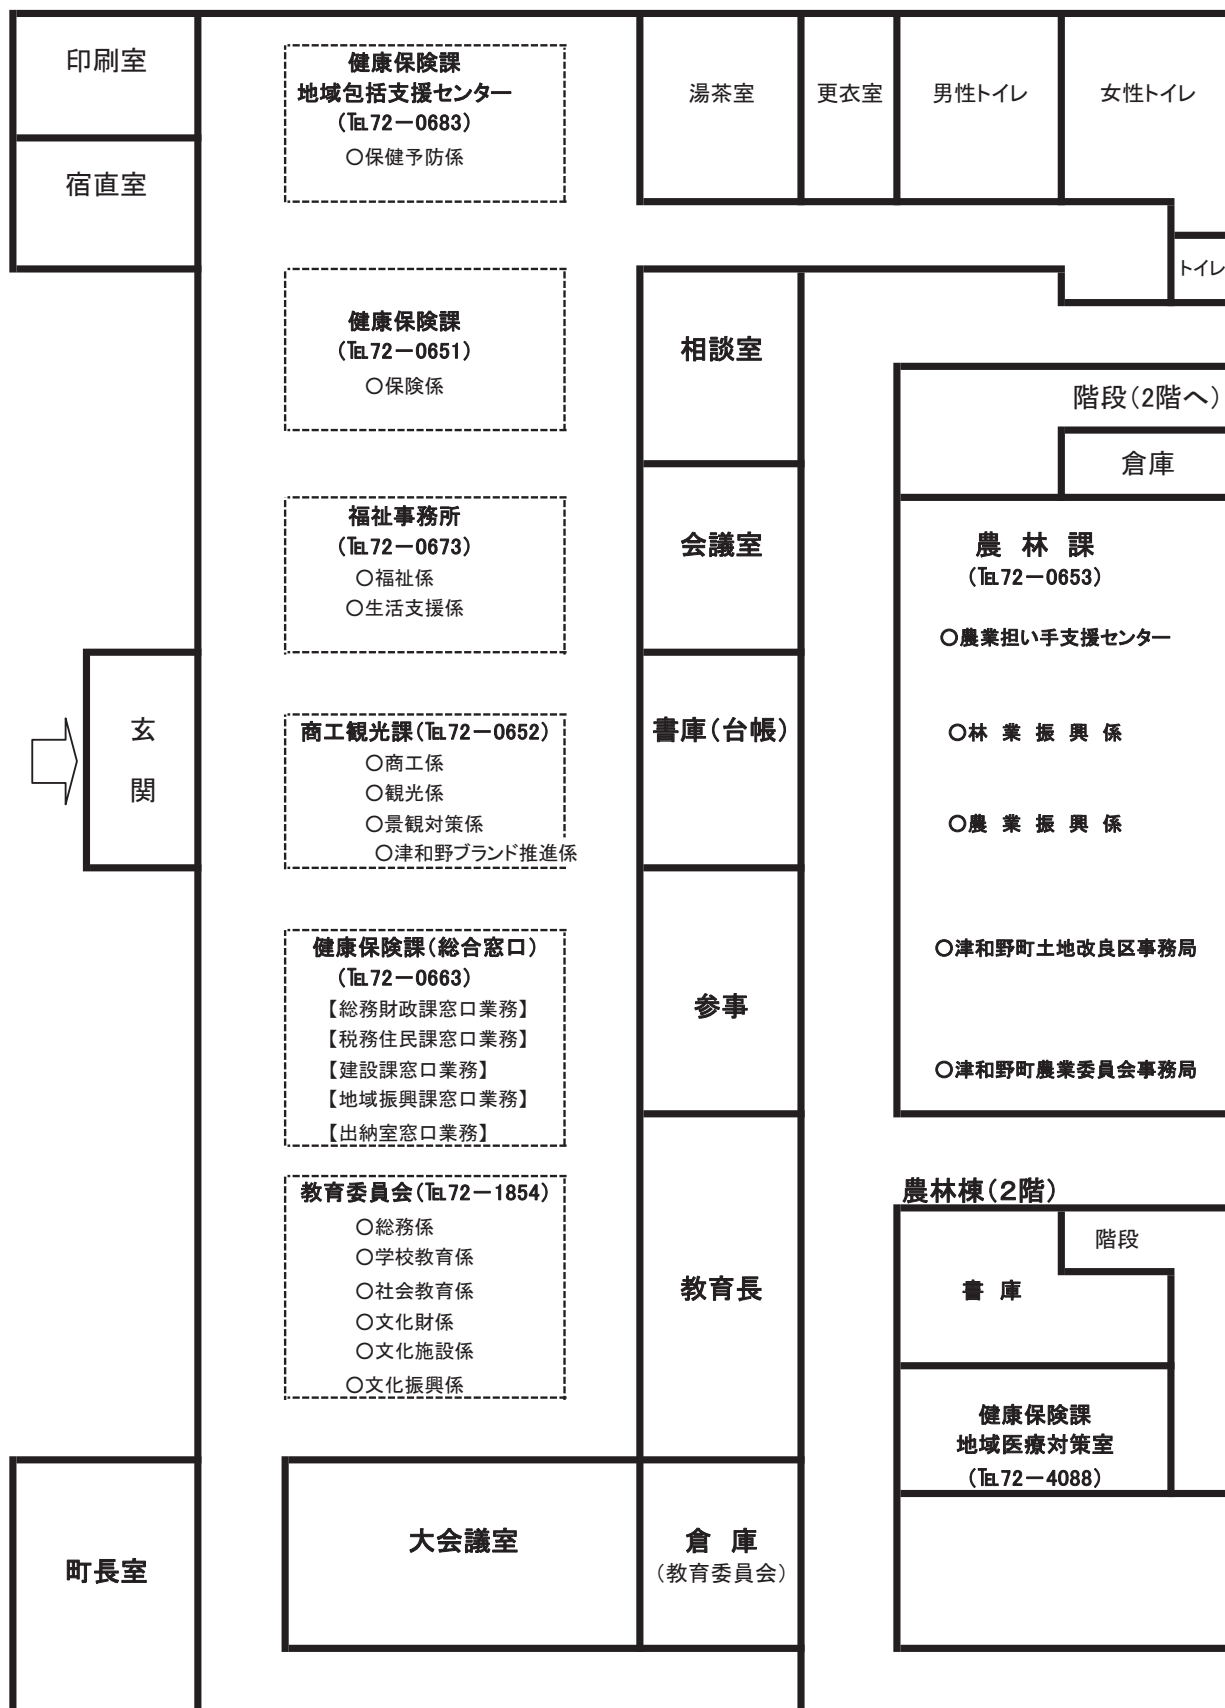 印刷室
宿直室
健康保険課
地域包括支援センター
(℡72－0683)
○保健予防係
湯茶室
更衣室
男性トイレ
女性トイレ
トイレ
健康保険課
(℡72－0651)
○保険係
相談室
階段(2階へ)
倉庫
福祉事務所
(℡72－0673)
○福祉係
○生活支援係
会議室
農 林 課
(℡72－0653)
○農業担い手支援センター
○林 業 振 興 係
○農 業 振 興 係
○津和野町土地改良区事務局
○津和野町農業委員会事務局
玄
関
商工観光課(℡72－0652)
○商工係
○観光係
○景観対策係
○津和野ブランド推進係
書庫(台帳)
健康保険課(総合窓口)
(℡72－0663)
【総務財政課窓口業務】
【税務住民課窓口業務】
【建設課窓口業務】
【地域振興課窓口業務】
【出納室窓口業務】
参事
教育委員会(℡72－1854)
○総務係
○学校教育係
○社会教育係
○文化財係
○文化施設係
○文化振興係
教育長
農林棟(2階)
階段
書 庫
健康保険課
地域医療対策室
(℡72－4088)
町長室
大会議室
倉 庫
(教育委員会)